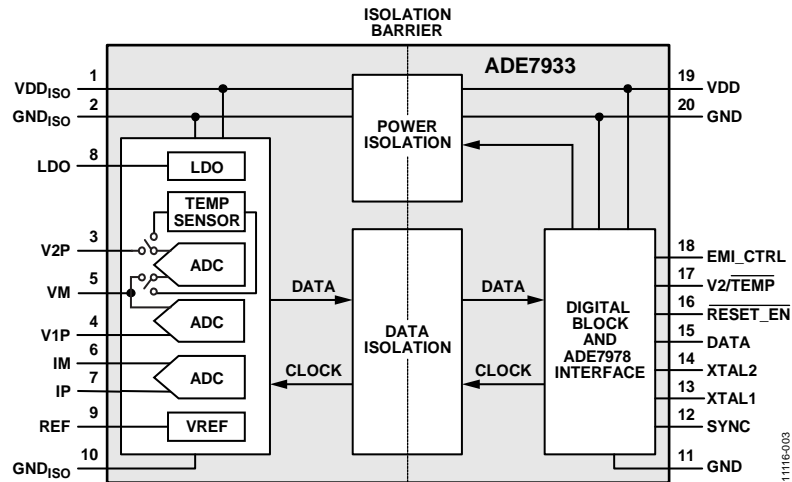 ISOLATION
BARRIER
ADE7933
VDDISO
1
GNDISO
2
LDO
8
V2P
3
VM
5
V1P
4
IM
6
IP
7
REF
9
GNDISO
10
LDO
TEMP
SENSOR
ADC
ADC
ADC
VREF
POWER
ISOLATION
DATA
CLOCK
DATA
ISOLATION
DATA
CLOCK
DIGITAL
BLOCK
AND
ADE7978
INTERFACE
19
VDD
20
GND
18
EMI_CTRL
17
V2/TEMP
16
RESET_EN
15
DATA
14
XTAL2
13
XTAL1
12
SYNC
11
GND
11116-003